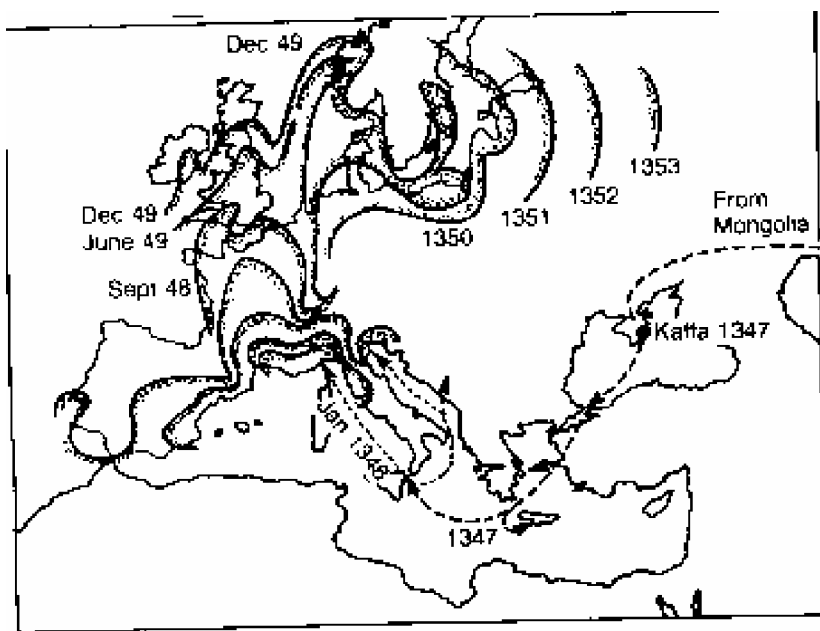 Dec 49
1353
1352
1351
1350
Dec 49
June 49
From
Mongolia
Sept 48
Kaffa 1347
Jan 1348
1347